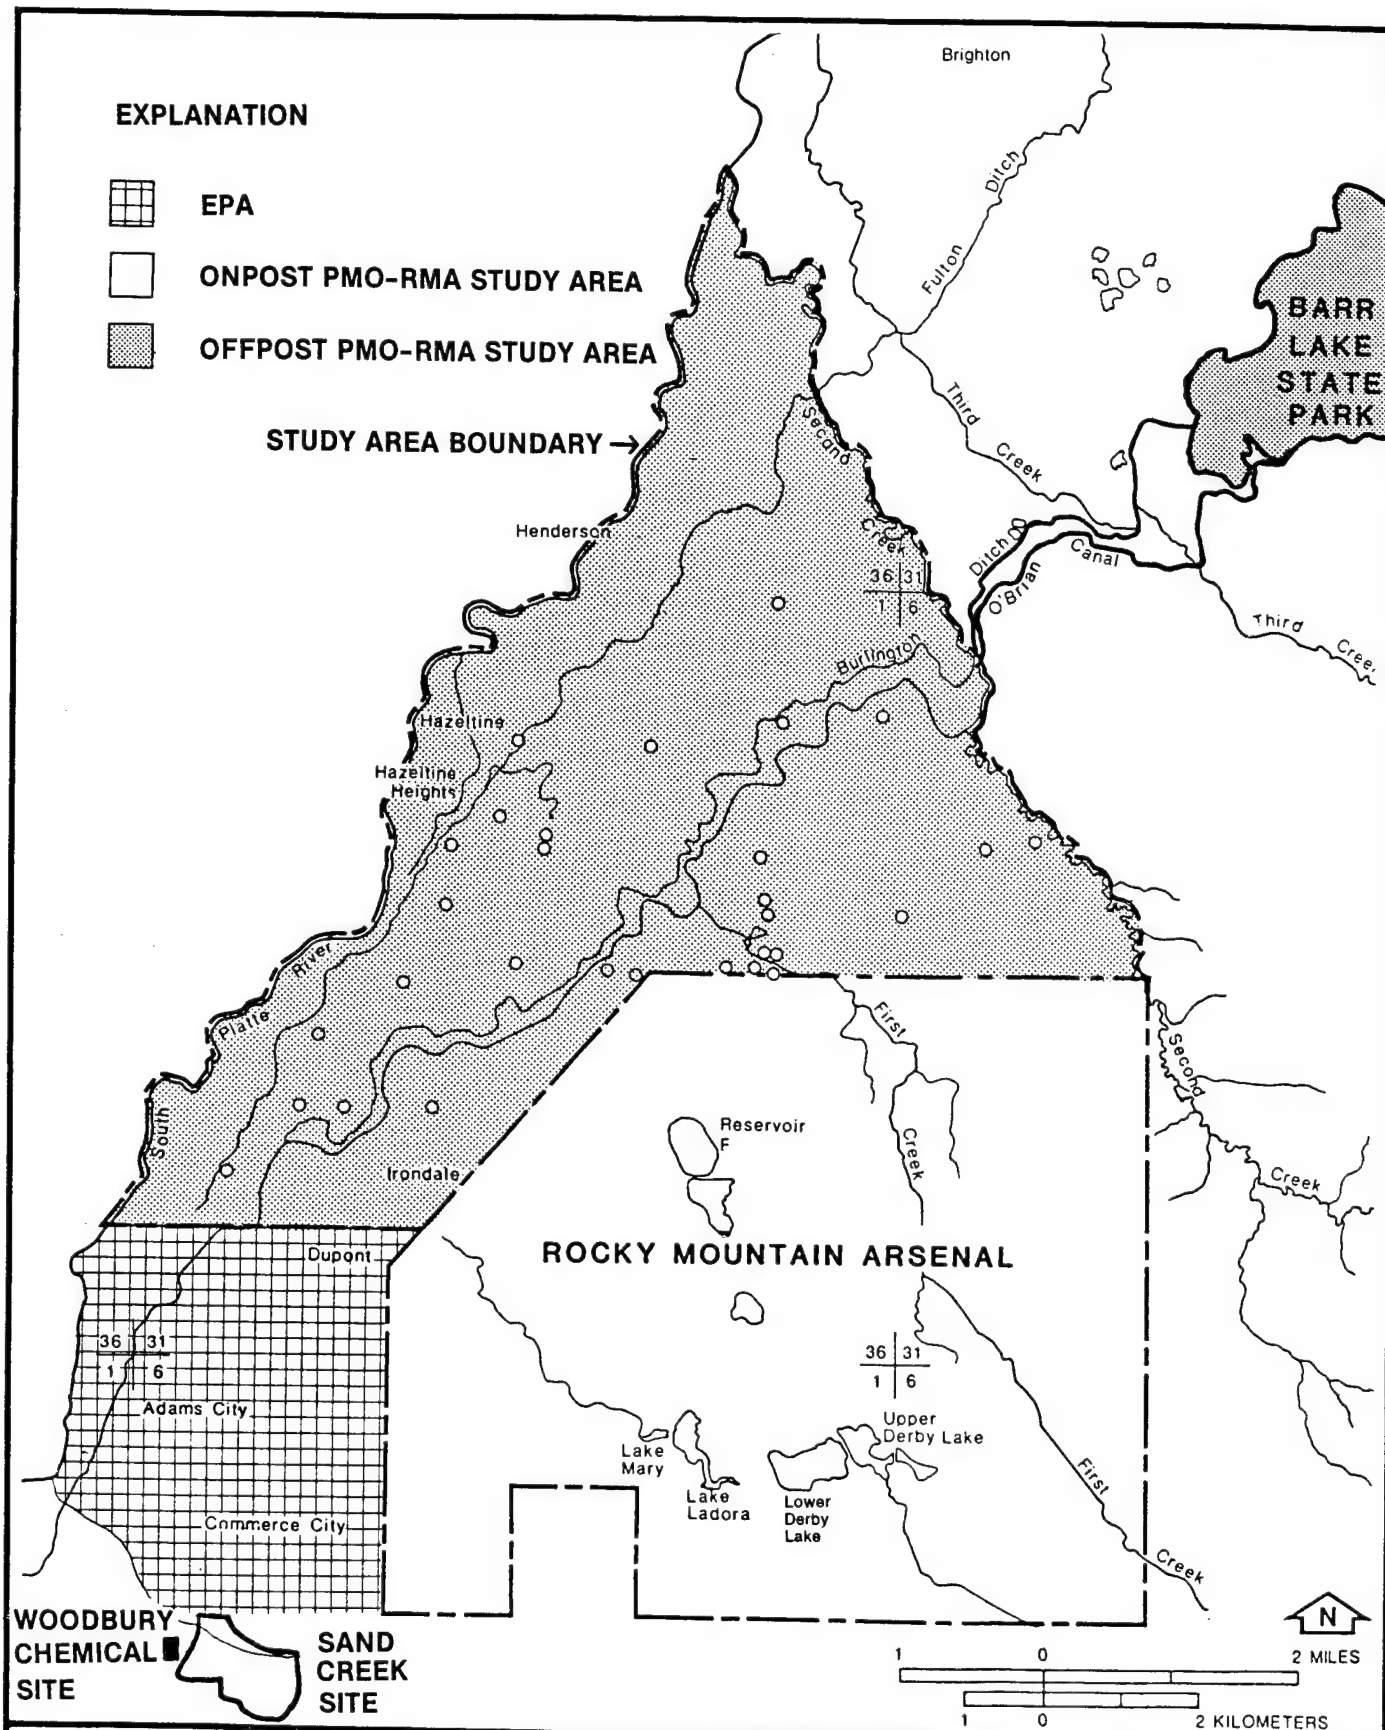 Brighton
EXPLANATION
EPA
ONPOST PMO-RMA STUDY AREA
OFFPOST PMO-RMA STUDY AREA
STUDY AREA BOUNDARY
Fulton Ditch
BARR
LAKE
STATE
PARK
Third Creek
Second Creek
Henderson
Ditch
O'Brian Canal
36 31
1 6
Third Creek
Burlington
Hazeltine
Hazeltine
Heights
South Platte River
First Creek
Second Creek
Reservoir
F
Irondale
Dupont
ROCKY MOUNTAIN ARSENAL
36 31
1 6
36 31
1 6
Adams City
Upper
Derby Lake
Lake
Mary
Lake
Ladora
Lower
Derby
Lake
First Creek
Commerce City
WOODBURY
CHEMICAL
SITE
SAND
CREEK
SITE
N
1 0 2 MILES
1 0 2 KILOMETERS